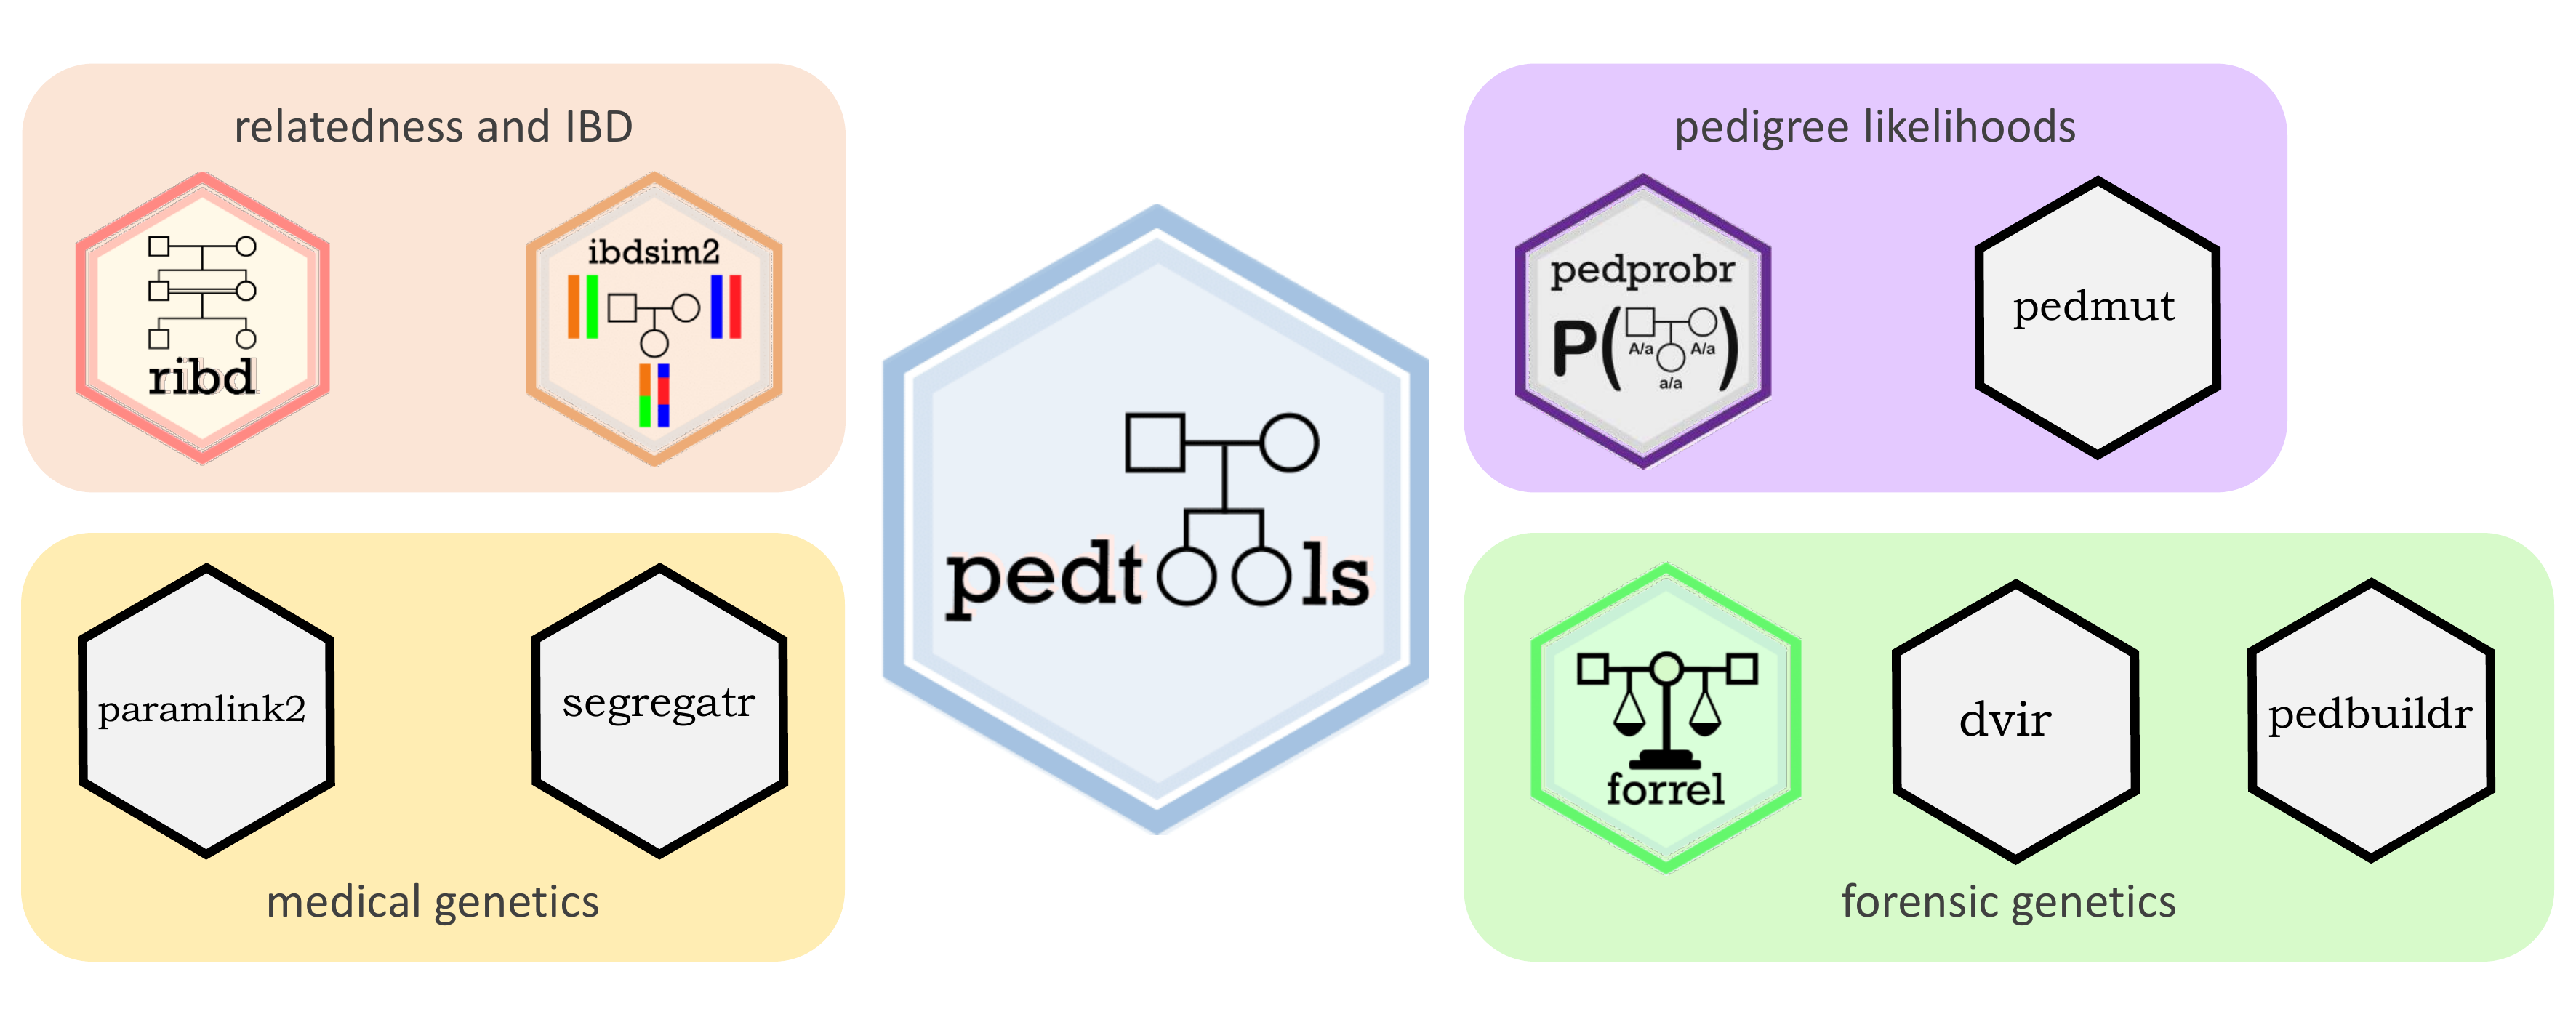 relatedness and IBD
ribd
ibdsim2
pedigree likelihoods
pedprobr
P( )
A/a A/a
a/a
pedmut
pedtools
paramlink2
segregatr
medical genetics
forrel
dvir
pedbuildr
forensic genetics